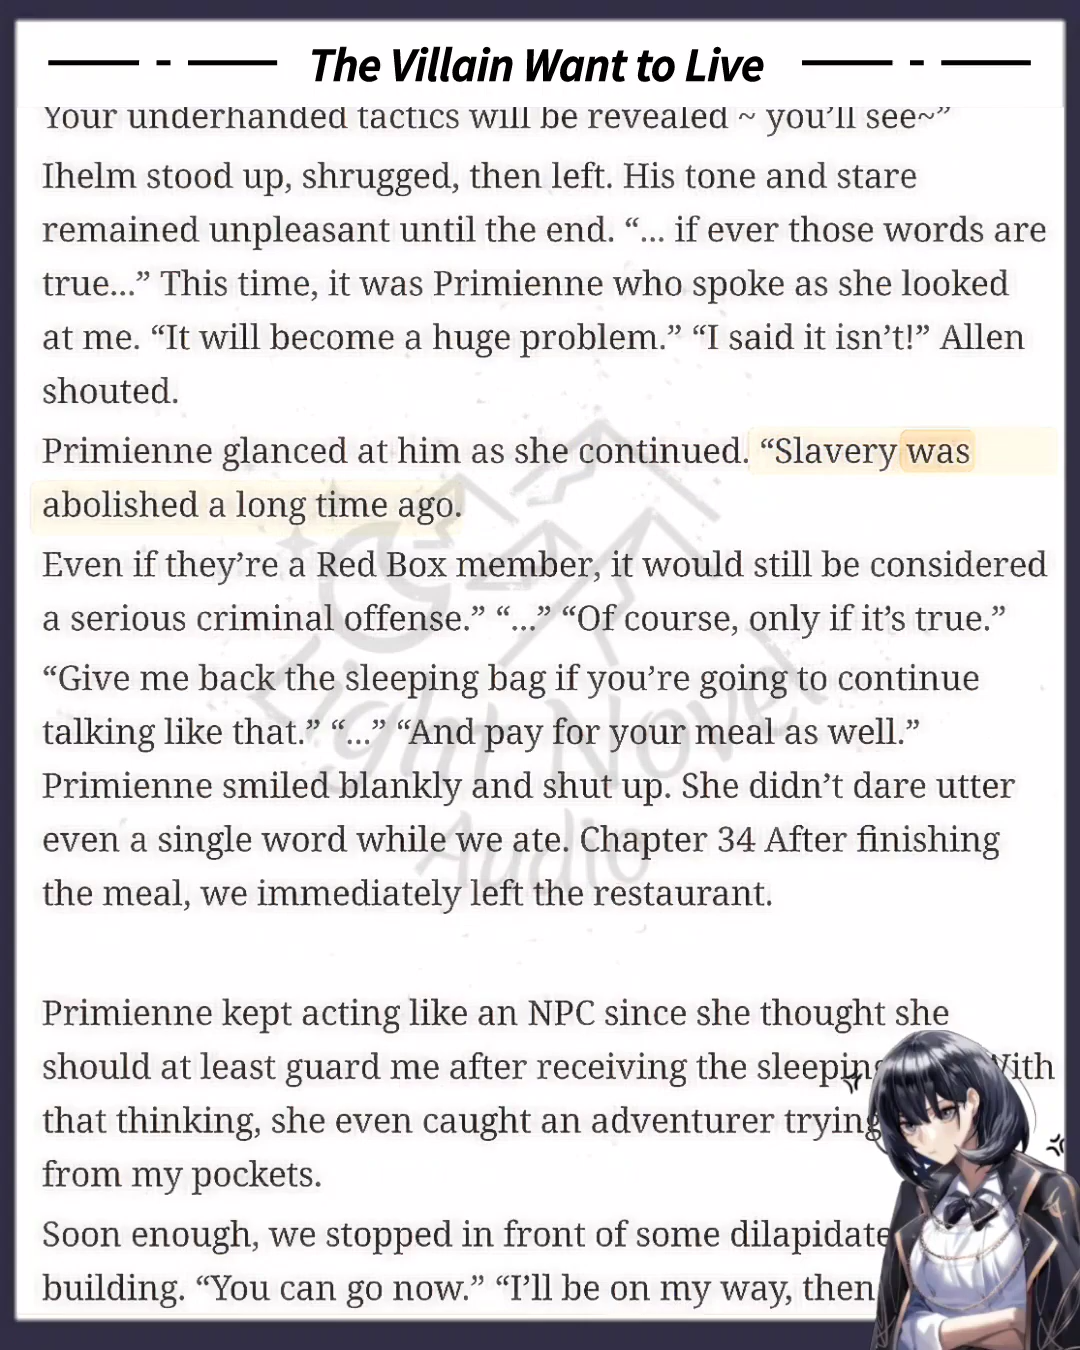 The Villain Want to Live
Your underhanded tactics will be revealed ~ you’ll see~”
Ihelm stood up, shrugged, then left. His tone and stare
remained unpleasant until the end. “... if ever those words are
true...” This time, it was Primienne who spoke as she looked
at me. “It will become a huge problem.” “I said it isn’t!” Allen
shouted.
Primienne glanced at him as she continued. “Slavery was
abolished a long time ago.
Even if they’re a Red Box member, it would still be considered
a serious criminal offense.” “...” “Of course, only if it’s true.”
“Give me back the sleeping bag if you’re going to continue
talking like that.” “...” “And pay for your meal as well.”
Primienne smiled blankly and shut up. She didn’t dare utter
even a single word while we ate. Chapter 34 After finishing
the meal, we immediately left the restaurant.
Primienne kept acting like an NPC since she thought she
should at least guard me after receiving the sleeping With
that thinking, she even caught an adventurer trying
from my pockets.
Soon enough, we stopped in front of some dilapidate
building. “You can go now.” “I’ll be on my way, then
Light Novel
Audio